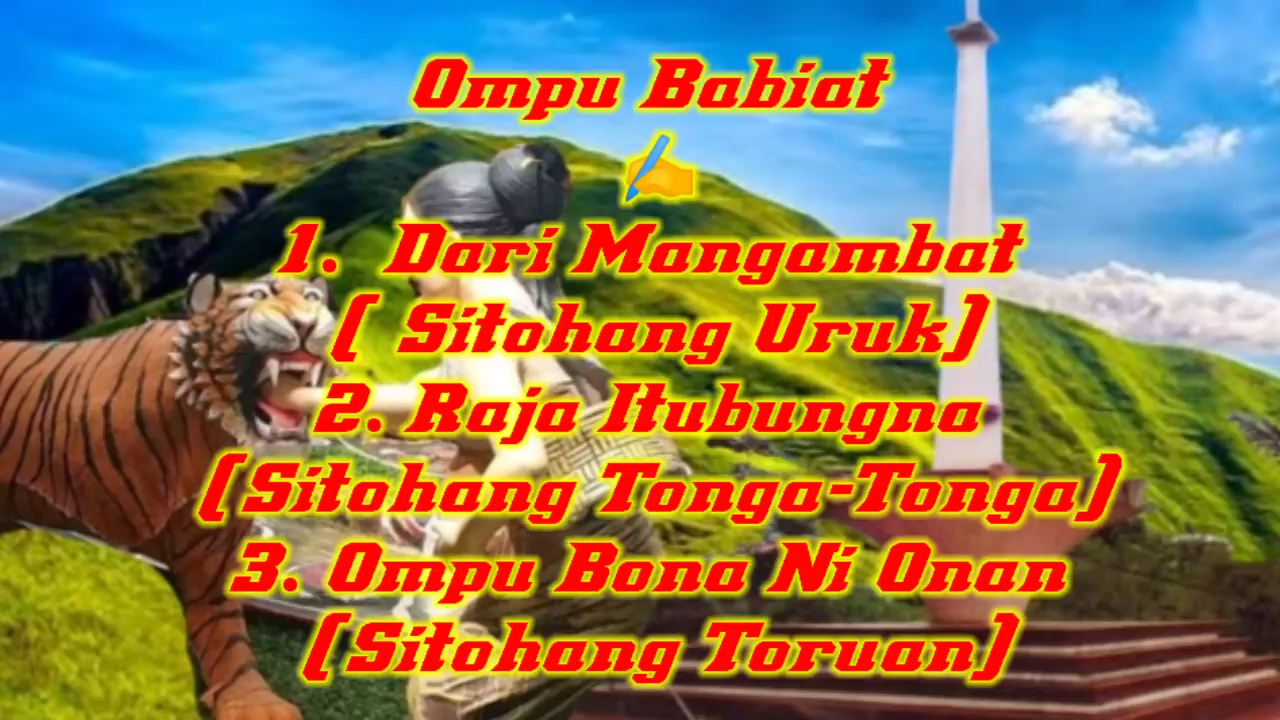 Ompu Babiat
✍
1. Dari Mangambat
( Sitohang Uruk)
2. Raja Itubungna
(Sitohang Tonga-Tonga)
3. Ompu Bona Ni Onan
(Sitohang Toruan)